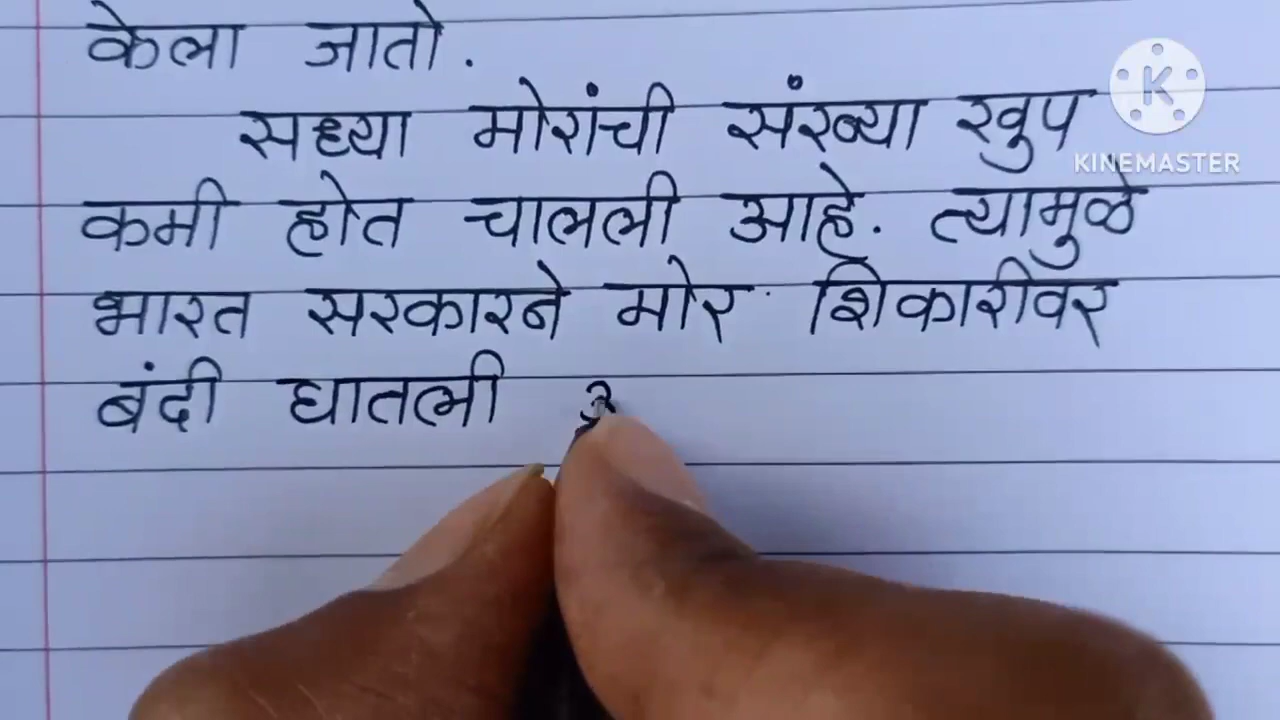 केला जातो.
सध्या मोरांची संख्या खुप
कमी होत चालली आहे. त्यामुळे
भारत सरकारने मोर शिकारीवर
बंदी घातली
K
KINEMASTER